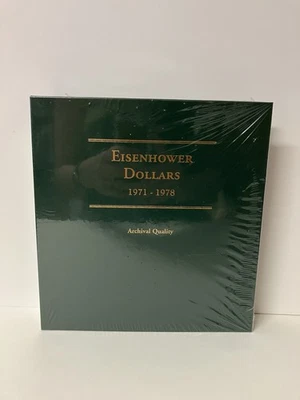 Eisenhower
Dollars
1971 - 1978
Archival Quality